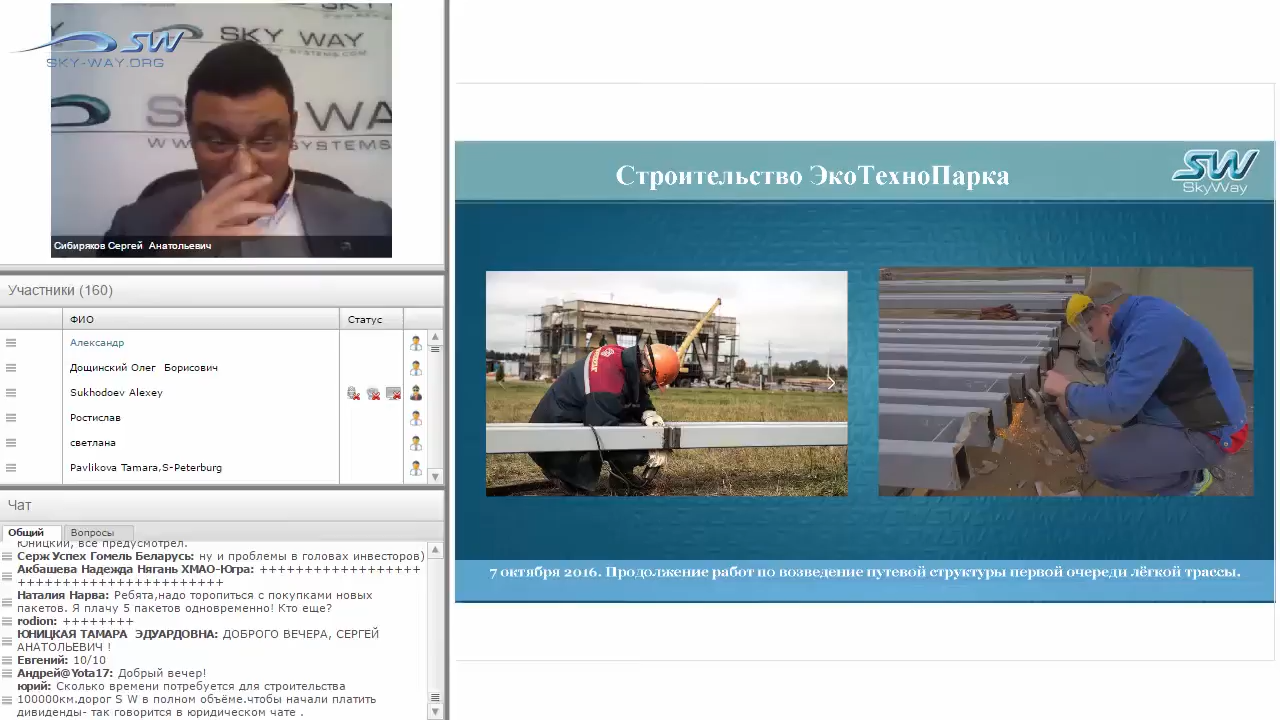 SW
SKY-WAY.ORG
SKY WAY
Сибиряков Сергей Анатольевич
Участники (160)
ФИО
Статус
Александр
Дощинский Олег Борисович
Sukhodoev Alexey
Ростислав
светлана
Pavlikova Tamara,S-Peterburg
Чат
Общий
Вопросы
Юницкий, все предусмотрел.
Серж Успех Гомель Беларусь: ну и проблемы в головах инвесторов)
Акбашева Надежда Нягань ХМАО-Югра: ++++++++++++++++++
+++++++++++++++++++++++
Наталия Нарва: Ребята,надо торопиться с покупками новых
пакетов. Я плачу 5 пакетов одновременно! Кто еще?
rodion: ++++++++
ЮНИЦКАЯ ТАМАРА ЭДУАРДОВНА: ДОБРОГО ВЕЧЕРА, СЕРГЕЙ
АНАТОЛЬЕВИЧ !
Евгений: 10/10
Андрей@Yota17: Добрый вечер!
юрий: Сколько времени потребуется для строительства
100000км.дорог S W в полном объёме.чтобы начали платить
дивиденды- так говорится в юридическом чате .
Строительство ЭкоТехноПарка
SW
SkyWay
7 октября 2016. Продолжение работ по возведение путевой структуры первой очереди лёгкой трассы.